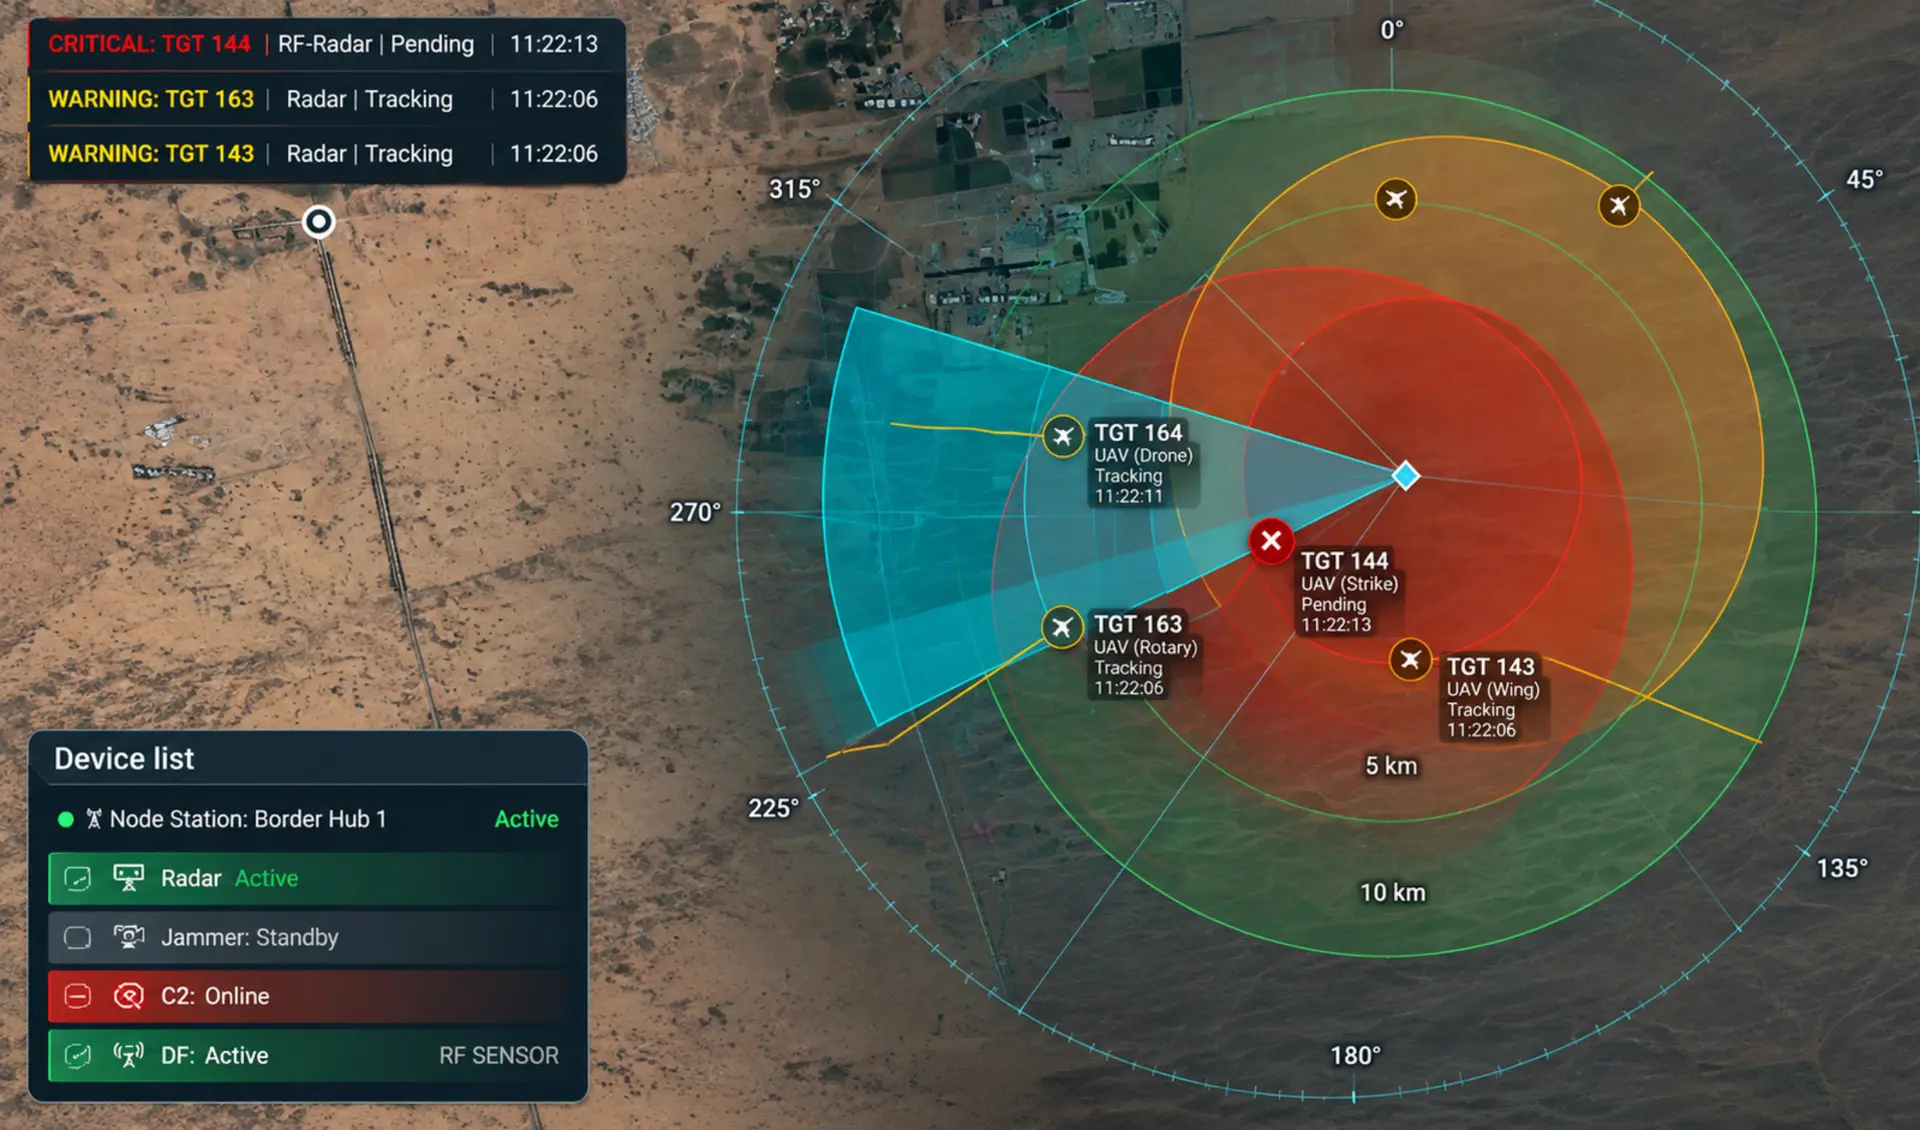 CRITICAL: TGT 144 | RF-Radar | Pending | 11:22:13
WARNING: TGT 163 | Radar | Tracking | 11:22:06
WARNING: TGT 143 | Radar | Tracking | 11:22:06
0°
45°
315°
270°
225°
135°
180°
TGT 164
UAV (Drone)
Tracking
11:22:11
TGT 144
UAV (Strike)
Pending
11:22:13
TGT 163
UAV (Rotary)
Tracking
11:22:06
TGT 143
UAV (Wing)
Tracking
11:22:06
5 km
10 km
Device list
Node Station: Border Hub 1 Active
Radar Active
Jammer: Standby
C2: Online
DF: Active RF SENSOR